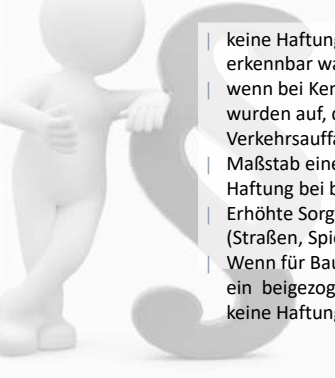 keine Haftung
erkennbar wa
wenn bei Ken
wurden auf, d
Verkehrsauffa
Maßstab eine
Haftung bei b
Erhöhte Sorg
(Straßen, Spie
Wenn für Bau
ein beigezog
keine Haftung